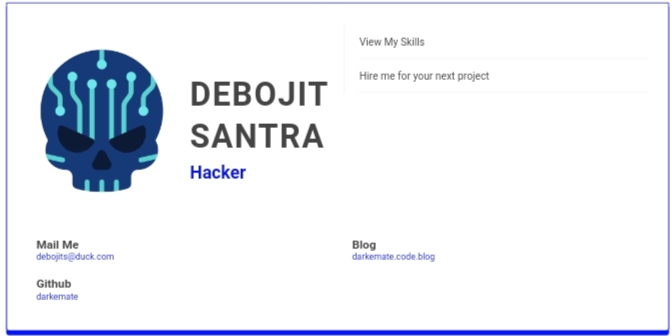 View My Skills
Hire me for your next project
DEBOJIT
SANTRA
Hacker
Mail Me
debojits@duck.com
Blog
darkemate.code.blog
Github
darkemate